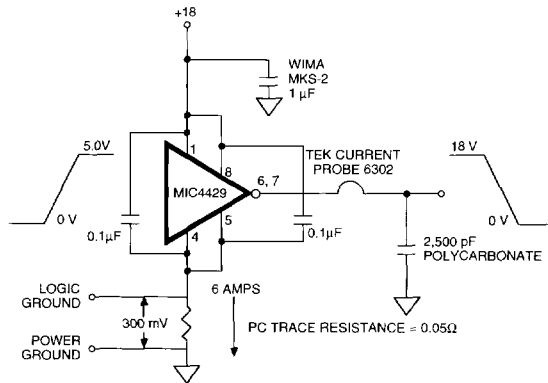 +18
WIMA
MKS-2
1 µF
5.0V
0 V
1
8
MIC4429
6, 7
5
4
0.1µF
0.1µF
TEK CURRENT
PROBE 6302
18 V
0 V
2,500 pF
POLYCARBONATE
LOGIC
GROUND
300 mV
POWER
GROUND
6 AMPS
PC TRACE RESISTANCE = 0.05Ω